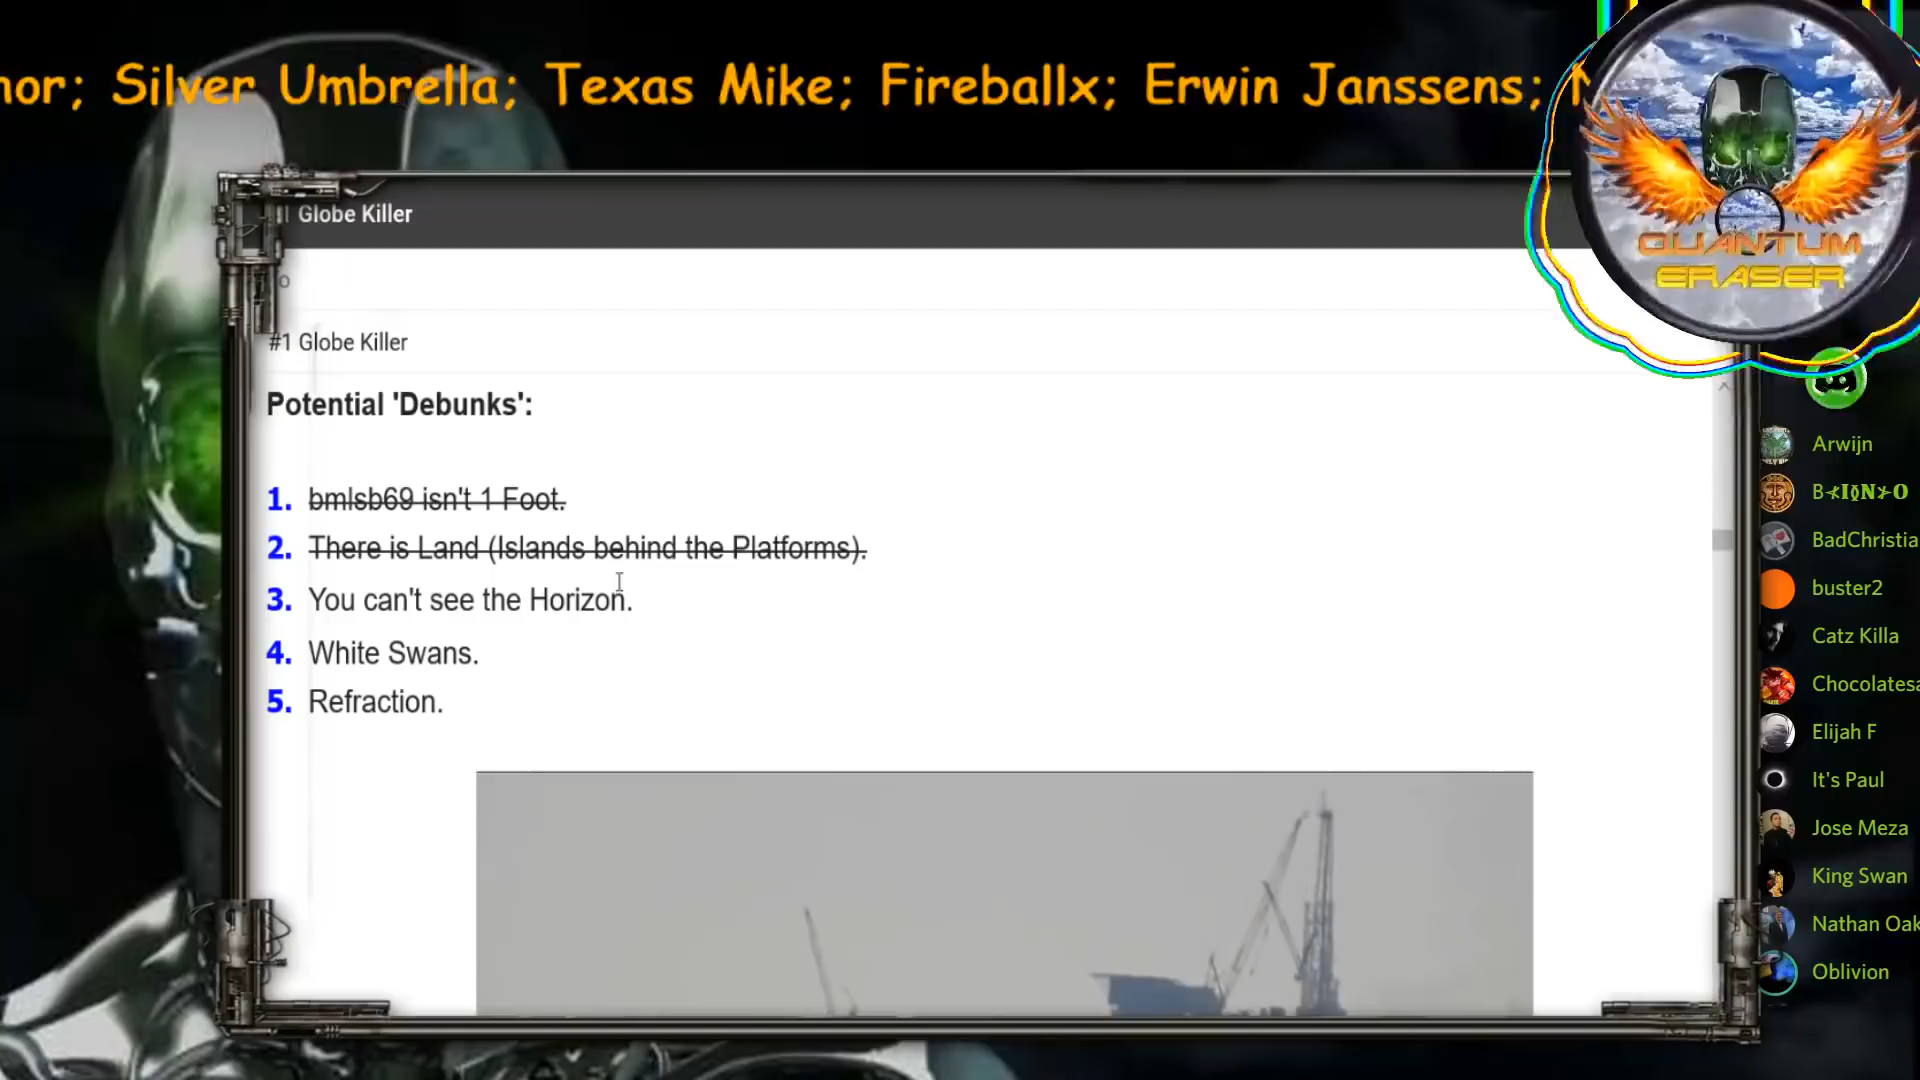 Silver Umbrella; Texas Mike; Fireballx; Erwin Janssens;
QUANTUM
ERASER
Globe Killer
#1 Globe Killer
Potential 'Debunks':
1. bmlsb69 isn't 1 Foot.
2. There is Land (Islands behind the Platforms).
3. You can't see the Horizon.
4. White Swans.
5. Refraction.
Arwijn
BadChristia
buster2
Catz Killa
Chocolatesa
Elijah F
It's Paul
Jose Meza
King Swan
Nathan Oak
Oblivion